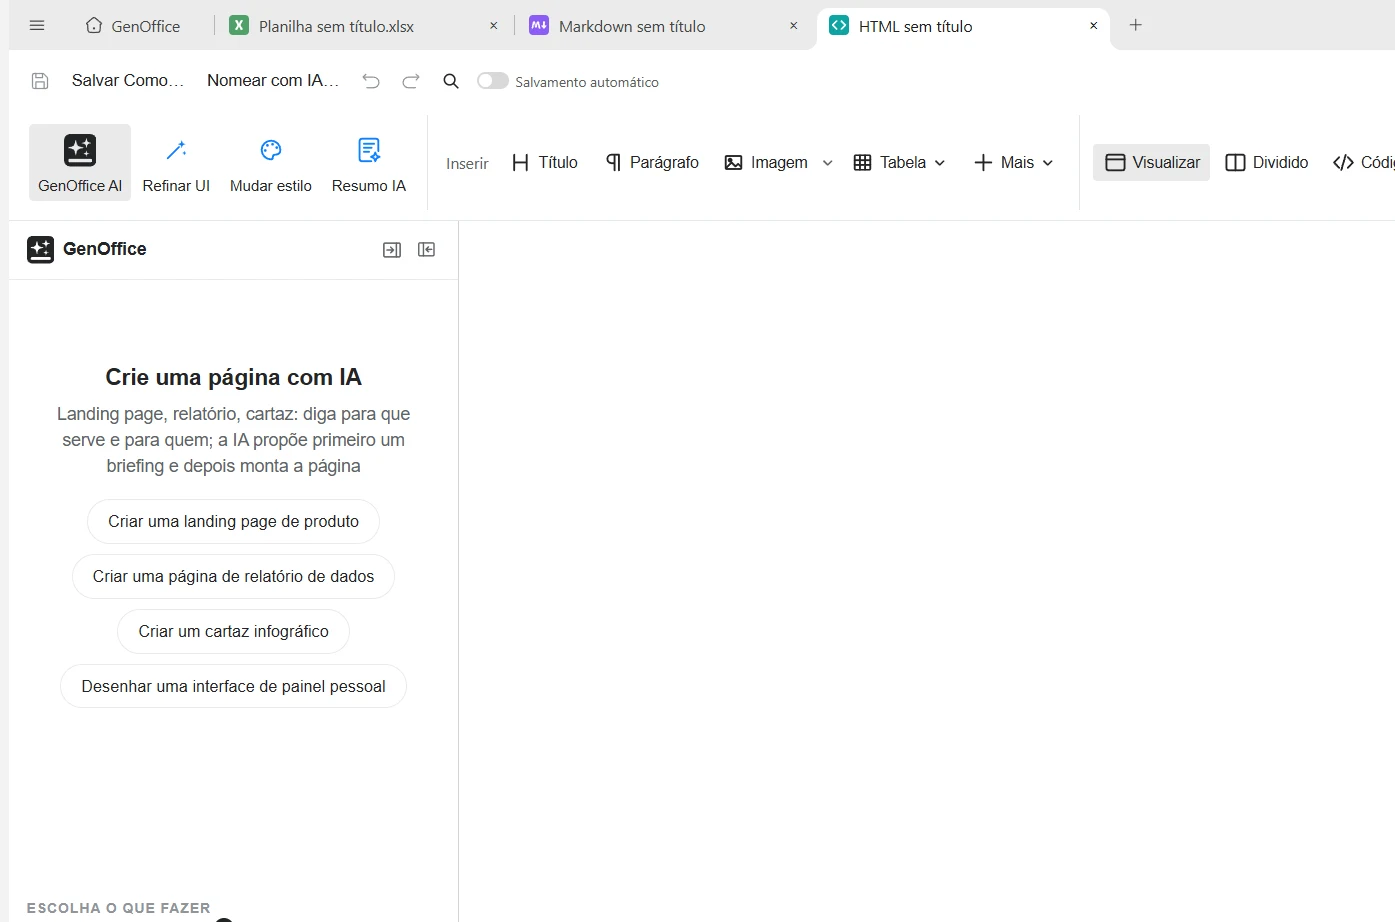 GenOffice
Planilha sem título.xlsx
Markdown sem título
HTML sem título
Salvar Como...
Nomear com IA...
Salvamento automático
GenOffice AI
Refinar UI
Mudar estilo
Resumo IA
Inserir
Título
Parágrafo
Imagem
Tabela
Mais
Visualizar
Dividido
Códi
GenOffice
Crie uma página com IA
Landing page, relatório, cartaz: diga para que
serve e para quem; a IA propõe primeiro um
briefing e depois monta a página
Criar uma landing page de produto
Criar uma página de relatório de dados
Criar um cartaz infográfico
Desenhar uma interface de painel pessoal
ESCOLHA O QUE FAZER